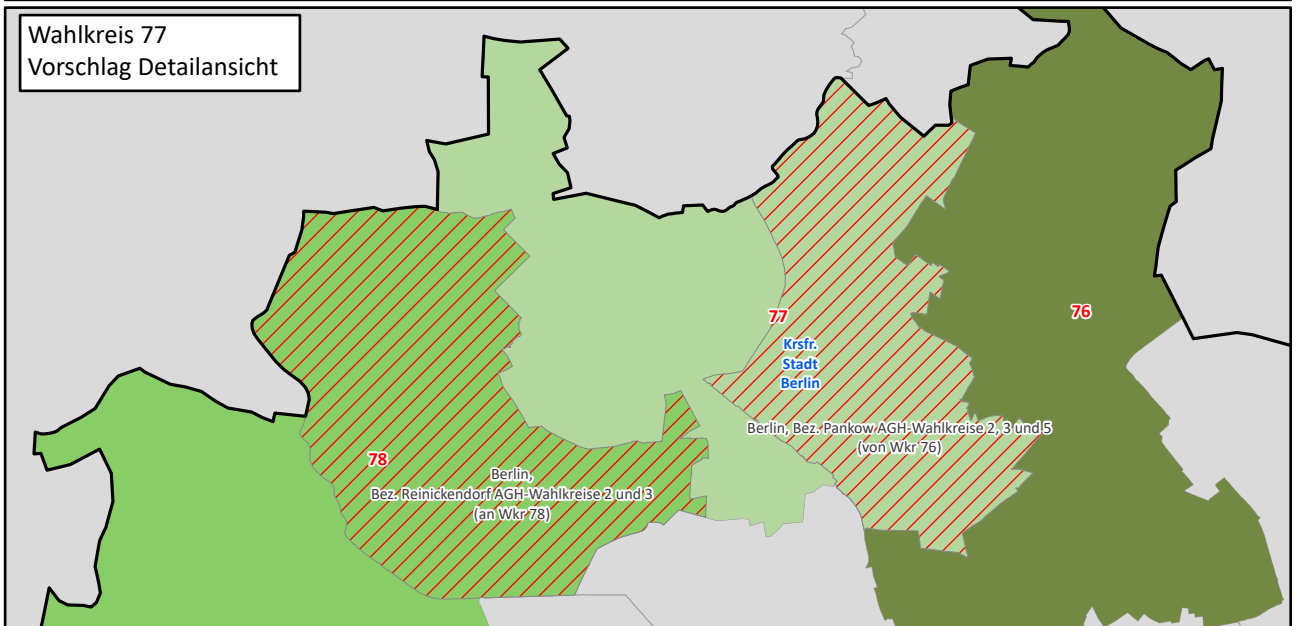 Wahlkreis 77
Vorschlag Detailansicht
76
77
Krsfr.
Stadt
Berlin
Berlin, Bez. Pankow AGH-Wahlkreise 2, 3 und 5
(von Wkr 76)
78
Berlin,
Bez. Reinickendorf AGH-Wahlkreise 2 und 3
(an Wkr 78)